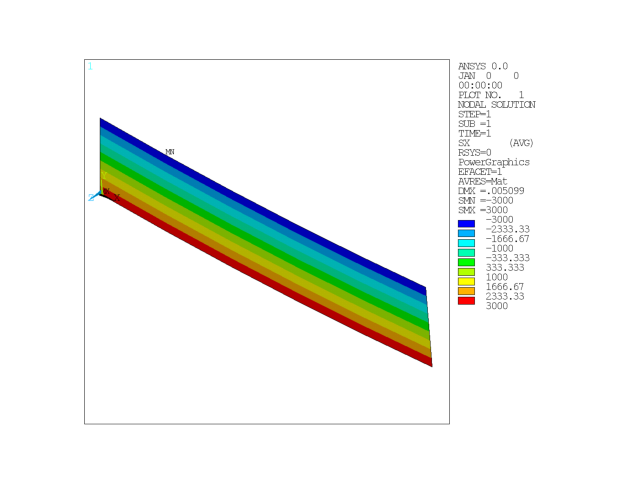 1
ANSYS 0.0
JAN 0 0
00:00:00
PLOT NO. 1
NODAL SOLUTION
STEP=1
SUB =1
TIME=1
SX (AVG)
RSYS=0
PowerGraphics
EFACET=1
AVRES=Mat
DMX =.005099
SMN =-3000
SMX =3000
-3000
-2333.33
-1666.67
-1000
-333.333
333.333
1000
1666.67
2333.33
3000
MN
Z